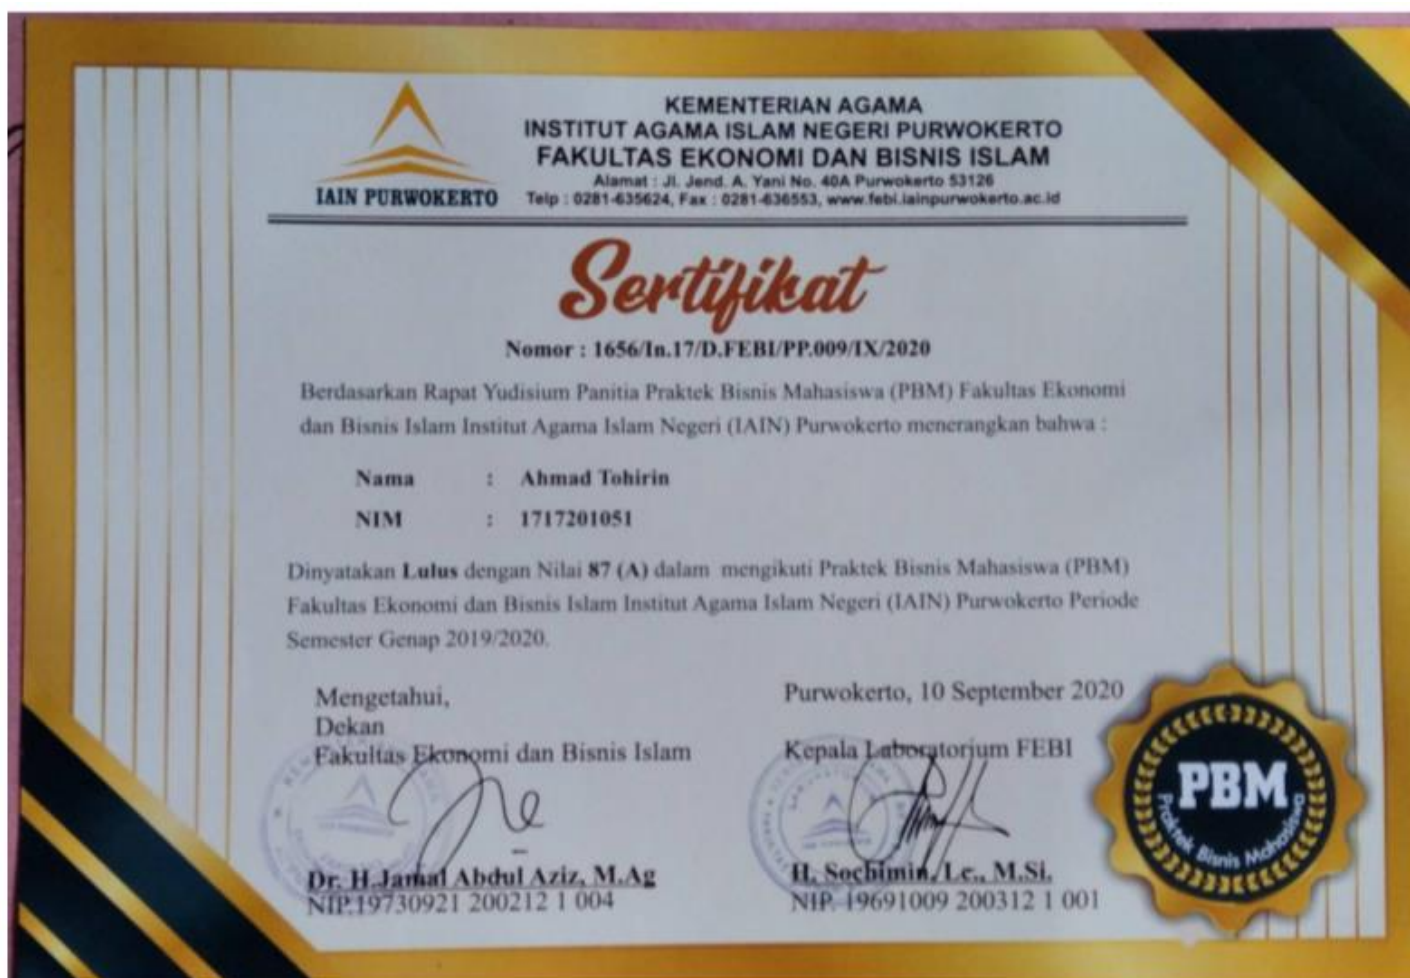 IAIN PURWOKERTO
KEMENTERIAN AGAMA
INSTITUT AGAMA ISLAM NEGERI PURWOKERTO
FAKULTAS EKONOMI DAN BISNIS ISLAM
Alamat : Jl. Jend. A. Yani No. 40A Purwokerto 53126
Telp : 0281-635624, Fax : 0281-636553, www.febi.iainpurwokerto.ac.id
Sertifikat
Nomor : 1656/In.17/D.FEBI/PP.009/IX/2020
Berdasarkan Rapat Yudisium Panitia Praktek Bisnis Mahasiswa (PBM) Fakultas Ekonomi
dan Bisnis Islam Institut Agama Islam Negeri (IAIN) Purwokerto menerangkan bahwa :
Nama : Ahmad Tohirin
NIM : 1717201051
Dinyatakan Lulus dengan Nilai 87 (A) dalam mengikuti Praktek Bisnis Mahasiswa (PBM)
Fakultas Ekonomi dan Bisnis Islam Institut Agama Islam Negeri (IAIN) Purwokerto Periode
Semester Genap 2019/2020.
Mengetahui,
Dekan
Fakultas Ekonomi dan Bisnis Islam
Dr. H.Jamal Abdul Aziz, M.Ag
NIP.19730921 200212 1 004
Purwokerto, 10 September 2020
Kepala Laboratorium FEBI
H. Sochimin, Lc., M.Si.
NIP. 19691009 200312 1 001
PBM
Praktek Bisnis Mahasiswa